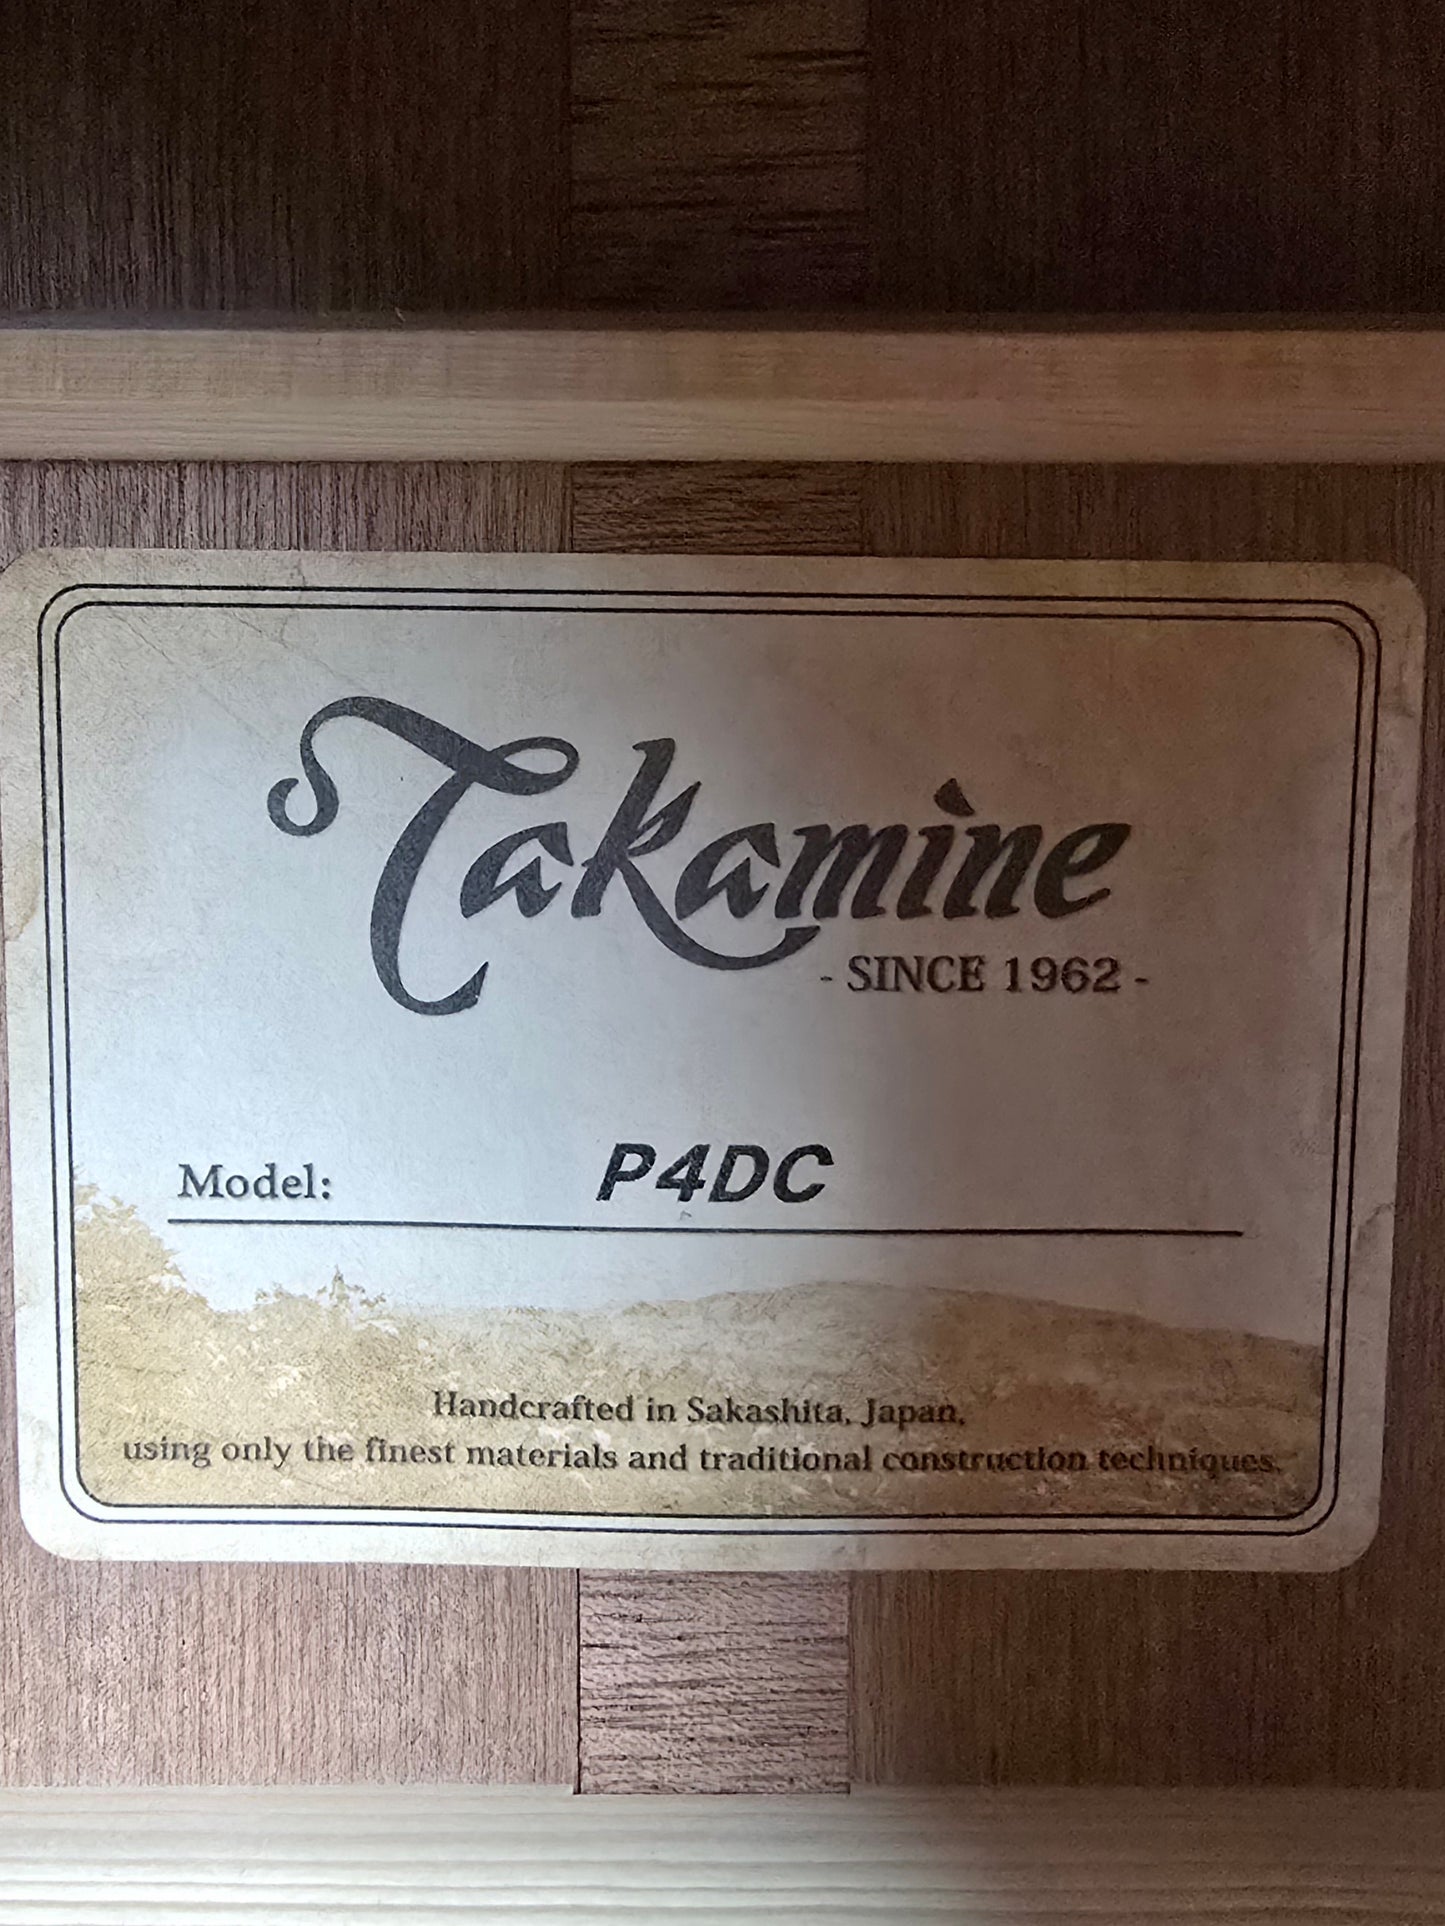 Takamine
- SINCE 1962 -
Model: P4DC
Handcrafted in Sakashita, Japan,
using only the finest materials and traditional construction techniques.